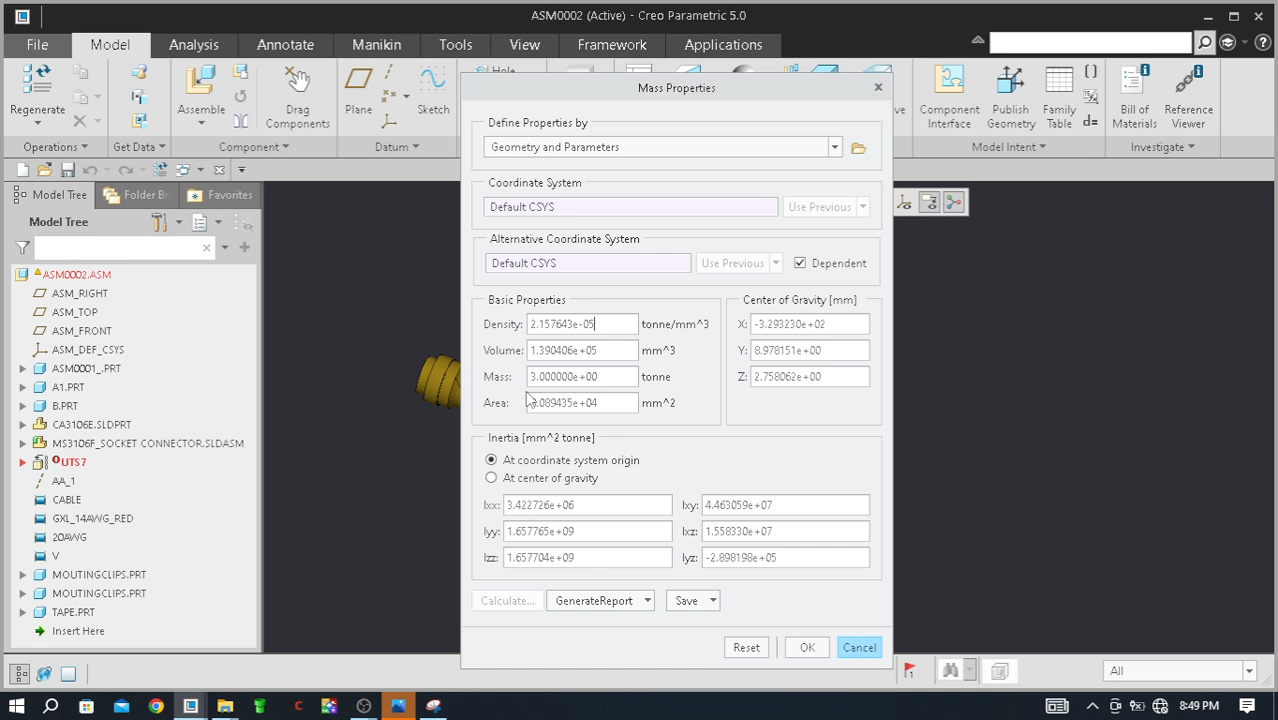 ASM0002 (Active) - Creo Parametric 5.0
File Model Analysis Annotate Manikin Tools View Framework Applications
Hole
Regenerate Assemble Drag Components Plane Sketch Component Interface Publish Geometry Family Table Bill of Materials Reference Viewer
Operations Get Data Component Datum Model Intent Investigate
Model Tree Folder Br Favorites
Model Tree
ASM0002.ASM
ASM_RIGHT
ASM_TOP
ASM_FRONT
ASM_DEF_CSYS
ASM0001_.PRT
A1.PRT
B.PRT
CA3106E.SLDPRT
MS3106F_SOCKET CONNECTOR.SLDASM
UTS7
AA_1
CABLE
GXL_14AWG_RED
20AWG
V
MOUTINGCLIPS.PRT
MOUTINGCLIPS.PRT
TAPE.PRT
Insert Here
Mass Properties
Define Properties by
Geometry and Parameters
Coordinate System
Default CSYS Use Previous
Alternative Coordinate System
Default CSYS Use Previous Dependent
Basic Properties Center of Gravity [mm]
Density: 2.157643e-05 tonne/mm^3 X: -3.293230e+02
Volume: 1.390406e+05 mm^3 Y: 8.978151e+00
Mass: 3.000000e+00 tonne Z: 2.758062e+00
Area: .089435e+04 mm^2
Inertia [mm^2 tonne]
At coordinate system origin
At center of gravity
Ixx: 3.422726e+06 Ixy: 4.463059e+07
Iyy: 1.657765e+09 Ixz: 1.558330e+07
Izz: 1.657704e+09 Iyz: -2.898198e+05
Calculate... GenerateReport Save
Reset OK Cancel
1 All
8:49 PM